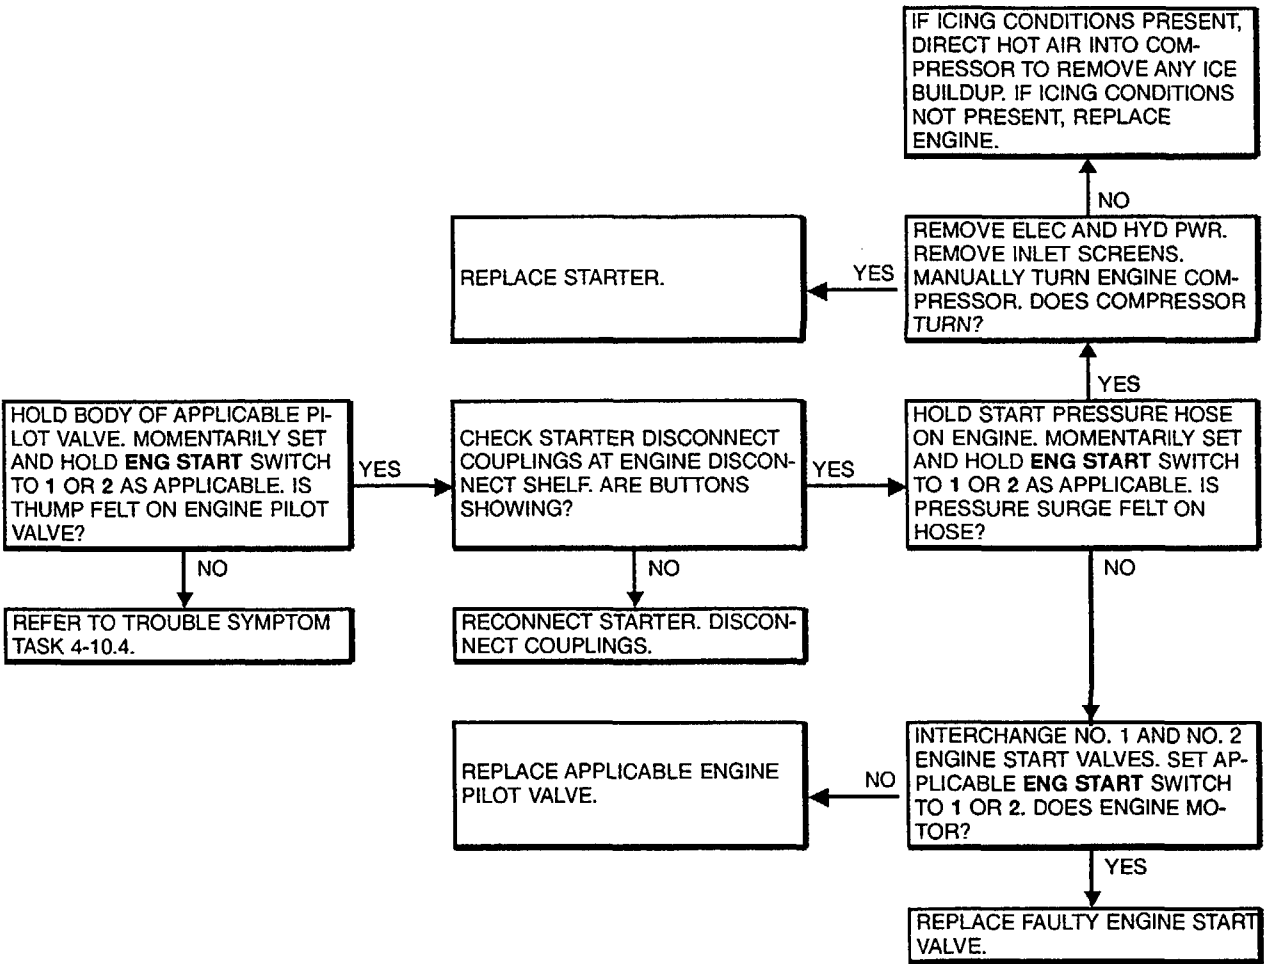 IF ICING CONDITIONS PRESENT,
DIRECT HOT AIR INTO COM-
PRESSOR TO REMOVE ANY ICE
BUILDUP. IF ICING CONDITIONS
NOT PRESENT, REPLACE
ENGINE.
NO
REPLACE STARTER.
YES
REMOVE ELEC AND HYD PWR.
REMOVE INLET SCREENS.
MANUALLY TURN ENGINE COM-
PRESSOR. DOES COMPRESSOR
TURN?
YES
HOLD BODY OF APPLICABLE PI-
LOT VALVE. MOMENTARILY SET
AND HOLD ENG START SWITCH
TO 1 OR 2 AS APPLICABLE. IS
THUMP FELT ON ENGINE PILOT
VALVE?
YES
CHECK STARTER DISCONNECT
COUPLINGS AT ENGINE DISCON-
NECT SHELF. ARE BUTTONS
SHOWING?
YES
HOLD START PRESSURE HOSE
ON ENGINE. MOMENTARILY SET
AND HOLD ENG START SWITCH
TO 1 OR 2 AS APPLICABLE. IS
PRESSURE SURGE FELT ON
HOSE?
NO
NO
NO
REFER TO TROUBLE SYMPTOM
TASK 4-10.4.
RECONNECT STARTER. DISCON-
NECT COUPLINGS.
REPLACE APPLICABLE ENGINE
PILOT VALVE.
NO
INTERCHANGE NO. 1 AND NO. 2
ENGINE START VALVES. SET AP-
PLICABLE ENG START SWITCH
TO 1 OR 2. DOES ENGINE MO-
TOR?
YES
REPLACE FAULTY ENGINE START
VALVE.